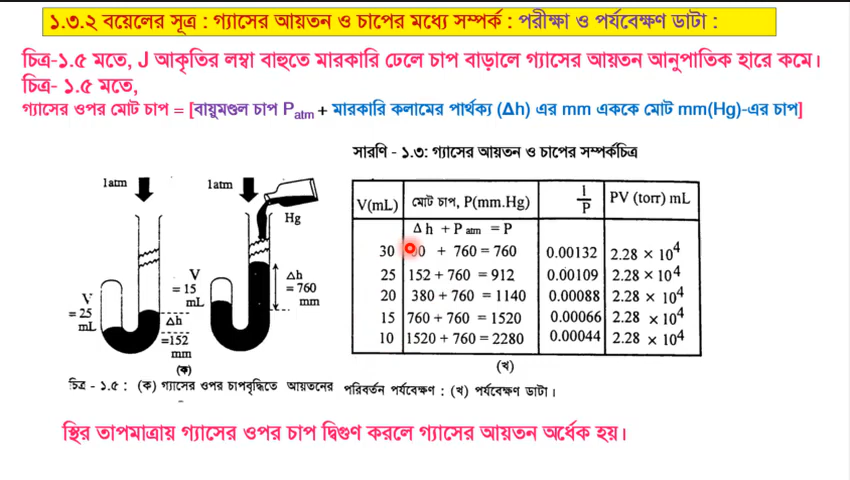 ১.৩.২ বয়েলের সূত্র : গ্যাসের আয়তন ও চাপের মধ্যে সম্পর্ক : পরীক্ষা ও পর্যবেক্ষণ ডাটা :
চিত্র-১.৫ মতে, J আকৃতির লম্বা বাহুতে মারকারি ঢেলে চাপ বাড়ালে গ্যাসের আয়তন আনুপাতিক হারে কমে।
চিত্র- ১.৫ মতে,
গ্যাসের ওপর মোট চাপ = [বায়ুমণ্ডল চাপ Patm + মারকারি কলামের পার্থক্য (Δh) এর mm এককে মোট mm(Hg)-এর চাপ]
সারণি - ১.৩: গ্যাসের আয়তন ও চাপের সম্পর্কচিত্র
1atm
1atm
Hg
V = 25 mL
Δh =152 mm
V = 15 mL
Δh = 760 mm
(ক)
V(mL) মোট চাপ, P(mm.Hg) 1/P PV (torr) mL
Δ h + P atm = P
30 00 + 760 = 760 0.00132 2.28 × 10⁴
25 152 + 760 = 912 0.00109 2.28 × 10⁴
20 380 + 760 = 1140 0.00088 2.28 × 10⁴
15 760 + 760 = 1520 0.00066 2.28 × 10⁴
10 1520 + 760 = 2280 0.00044 2.28 × 10⁴
(খ)
চিত্র - ১.৫ : (ক) গ্যাসের ওপর চাপবৃদ্ধিতে আয়তনের পরিবর্তন পর্যবেক্ষণ : (খ) পর্যবেক্ষণ ডাটা।
স্থির তাপমাত্রায় গ্যাসের ওপর চাপ দ্বিগুণ করলে গ্যাসের আয়তন অর্ধেক হয়।